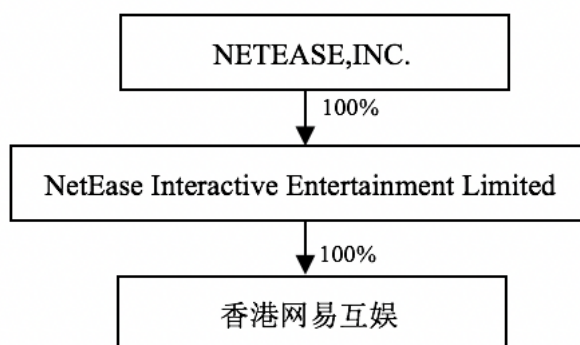 NETEASE,INC.
100%
NetEase Interactive Entertainment Limited
100%
香港网易互娱